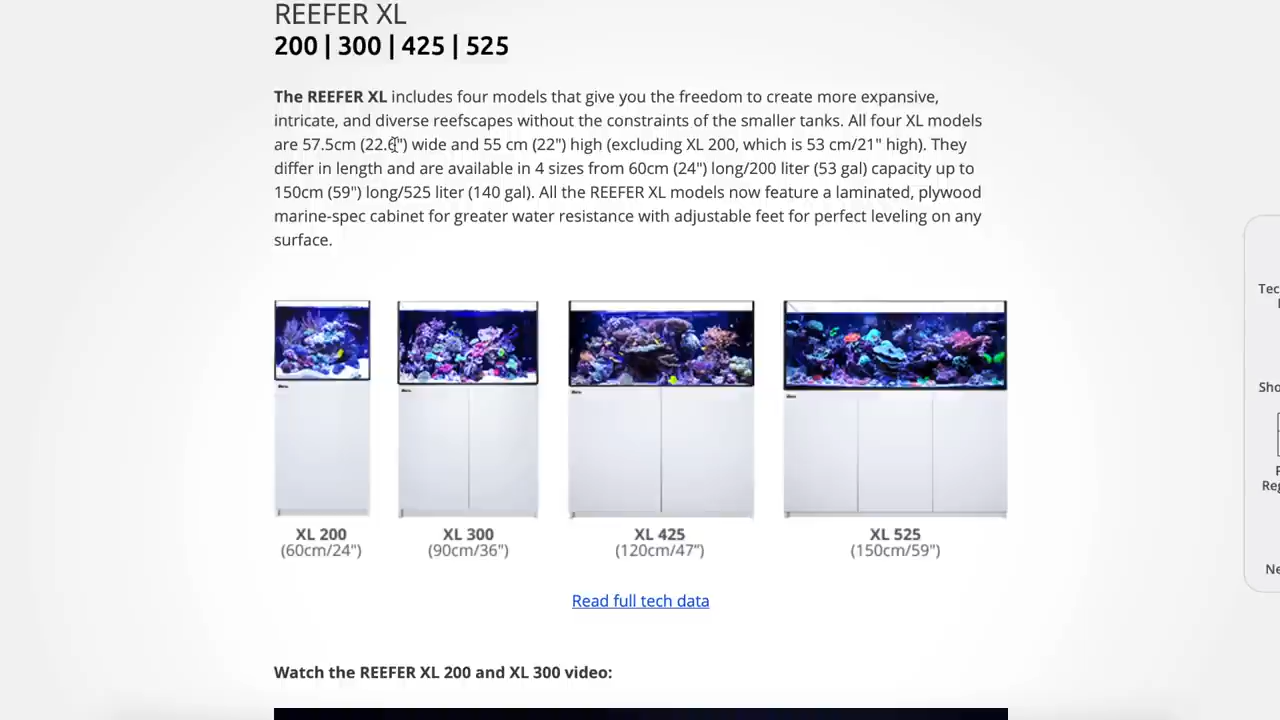 REEFER XL
200 | 300 | 425 | 525
The REEFER XL includes four models that give you the freedom to create more expansive,
intricate, and diverse reefscapes without the constraints of the smaller tanks. All four XL models
are 57.5cm (22.6") wide and 55 cm (22") high (excluding XL 200, which is 53 cm/21" high). They
differ in length and are available in 4 sizes from 60cm (24") long/200 liter (53 gal) capacity up to
150cm (59") long/525 liter (140 gal). All the REEFER XL models now feature a laminated, plywood
marine-spec cabinet for greater water resistance with adjustable feet for perfect leveling on any
surface.
XL 200
(60cm/24")
XL 300
(90cm/36")
XL 425
(120cm/47")
XL 525
(150cm/59")
Read full tech data
Watch the REEFER XL 200 and XL 300 video:
Tec
Sho
Reg
Ne